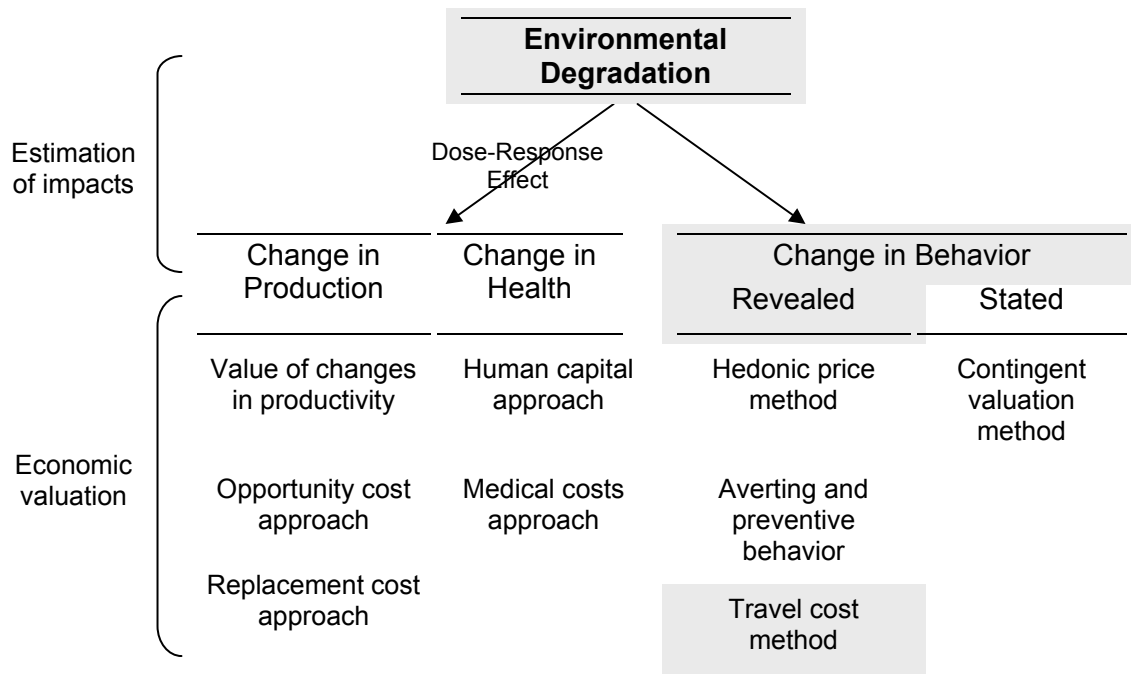 Environmental
Degradation
Estimation
of impacts
Dose-Response
Effect
Change in
Production
Change in
Health
Change in Behavior
Revealed
Stated
Economic
valuation
Value of changes
in productivity
Human capital
approach
Hedonic price
method
Contingent
valuation
method
Opportunity cost
approach
Medical costs
approach
Averting and
preventive
behavior
Replacement cost
approach
Travel cost
method